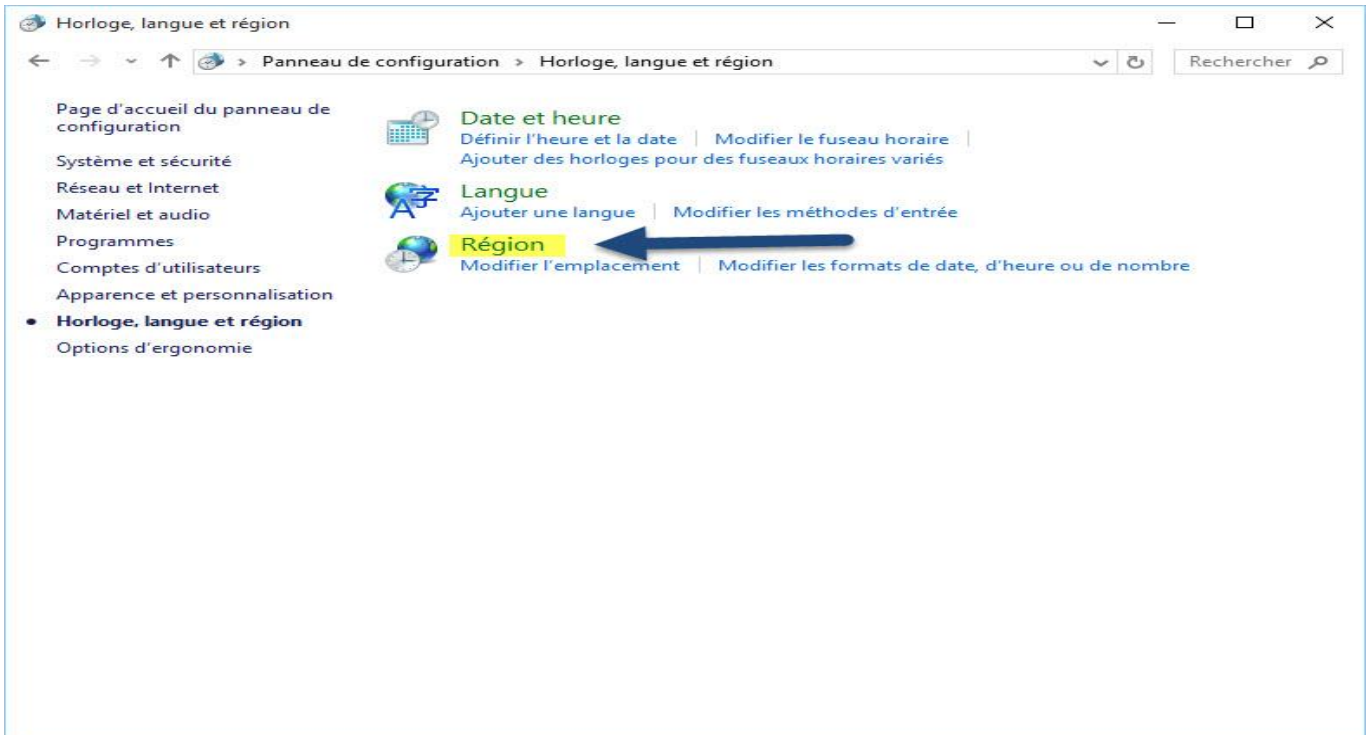 Horloge, langue et région
Panneau de configuration > Horloge, langue et région
Rechercher
Page d'accueil du panneau de
configuration
Système et sécurité
Réseau et Internet
Matériel et audio
Programmes
Comptes d'utilisateurs
Apparence et personnalisation
Horloge, langue et région
Options d'ergonomie
Date et heure
Définir l'heure et la date | Modifier le fuseau horaire |
Ajouter des horloges pour des fuseaux horaires variés
Langue
Ajouter une langue | Modifier les méthodes d'entrée
Région
Modifier l'emplacement | Modifier les formats de date, d'heure ou de nombre